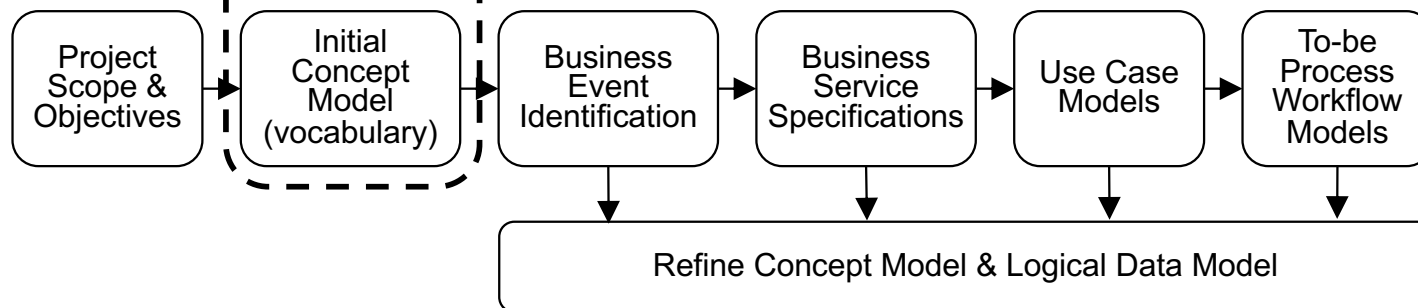 Project
Scope &
Objectives
Initial
Concept
Model
(vocabulary)
Business
Event
Identification
Business
Service
Specifications
Use Case
Models
To-be
Process
Workflow
Models
Refine Concept Model & Logical Data Model